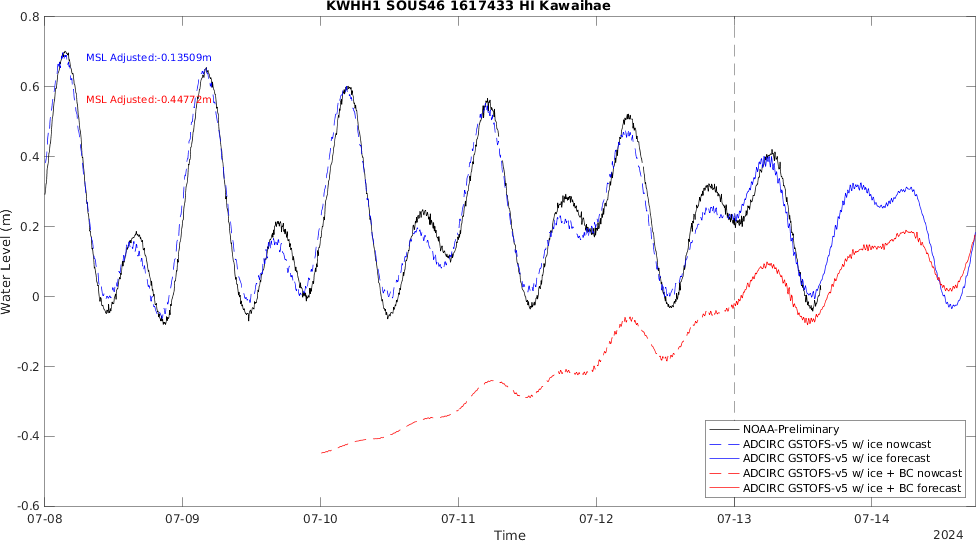 KWHH1 SOUS46 1617433 HI Kawaihae
MSL Adjusted:-0.13509m
MSL Adjusted:-0.44772m
Water Level (m)
0.8
0.6
0.4
0.2
0
-0.2
-0.4
-0.6
NOAA-Preliminary
ADCIRC GSTOFS-v5 w/ ice nowcast
ADCIRC GSTOFS-v5 w/ ice forecast
ADCIRC GSTOFS-v5 w/ ice + BC nowcast
ADCIRC GSTOFS-v5 w/ ice + BC forecast
07-08 07-09 07-10 07-11 07-12 07-13 07-14
Time
2024